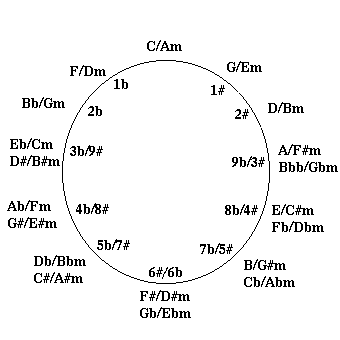 C/Am
F/Dm
G/Em
1b
1#
Bb/Gm
2b
2#
D/Bm
Eb/Cm
D#/B#m
3b/9#
9b/3#
A/F#m
Bbb/Gbm
Ab/Fm
G#/E#m
4b/8#
8b/4#
E/C#m
Fb/Dbm
5b/7#
7b/5#
Db/Bbm
C#/A#m
B/G#m
Cb/Abm
6#/6b
F#/D#m
Gb/Ebm